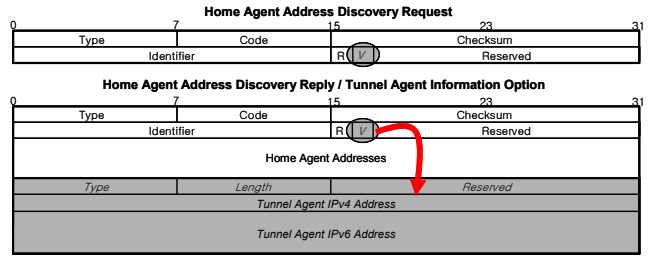 Home Agent Address Discovery Request
0 7 15 23 31
Type Code Checksum
Identifier R V Reserved
Home Agent Address Discovery Reply / Tunnel Agent Information Option
0 7 15 23 31
Type Code Checksum
Identifier R V Reserved
Home Agent Addresses
Type Length Reserved
Tunnel Agent IPv4 Address
Tunnel Agent IPv6 Address